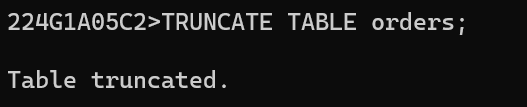 224G1A05C2>TRUNCATE TABLE orders;
Table truncated.